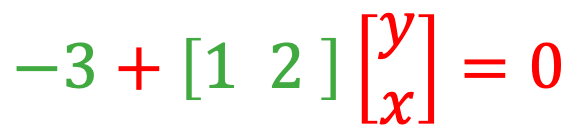 −3 + [1 2 ] [y x] = 0